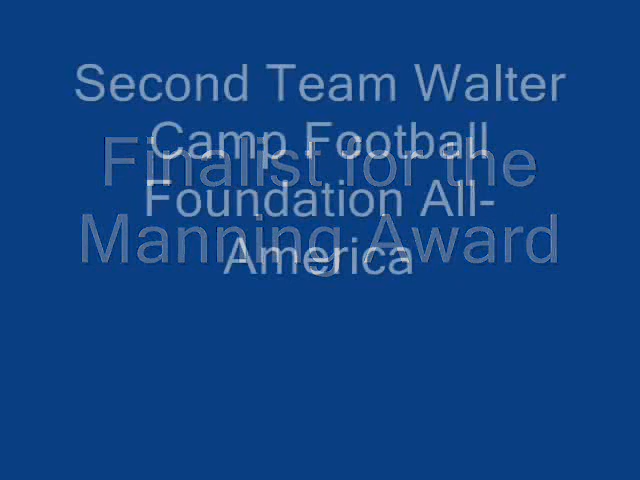 Second Team Walter
Camp Football
Foundation All-
America
Finalist for the
Manning Award